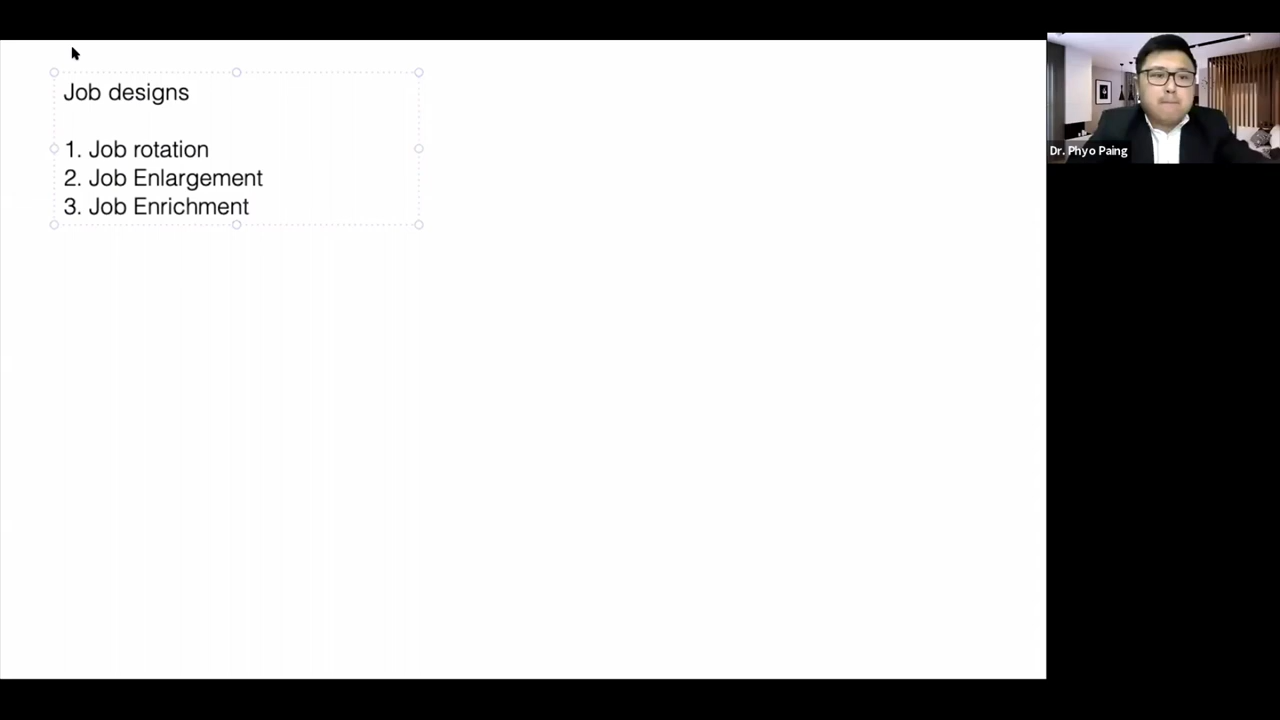 Job designs
1. Job rotation
2. Job Enlargement
3. Job Enrichment
Dr. Phyo Paing